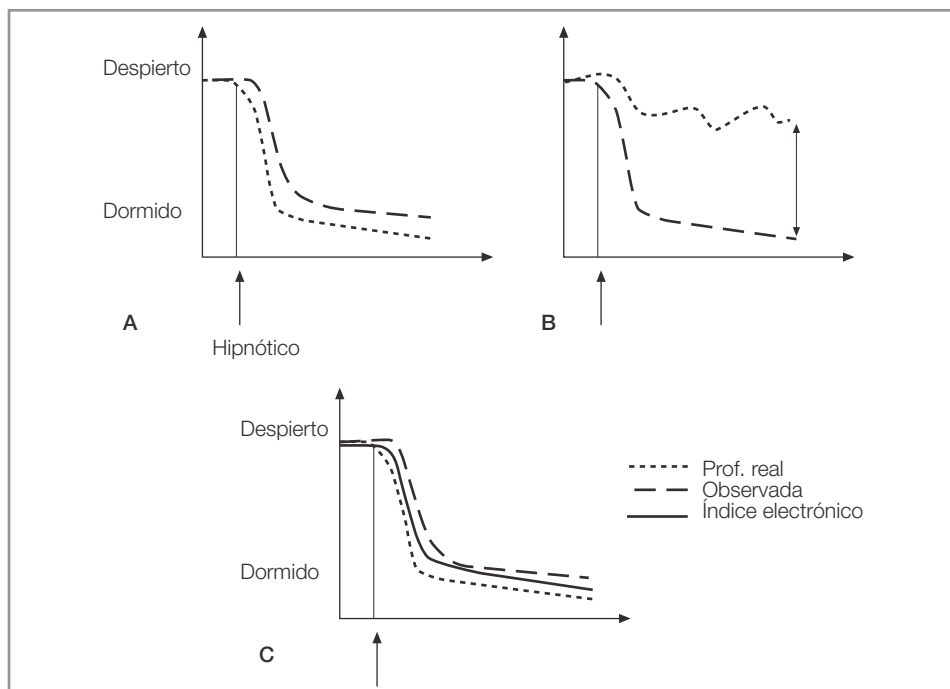 Despierto
Dormido
A
Hipnótico
B
Despierto
Dormido
C
Prof. real
Observada
Índice electrónico